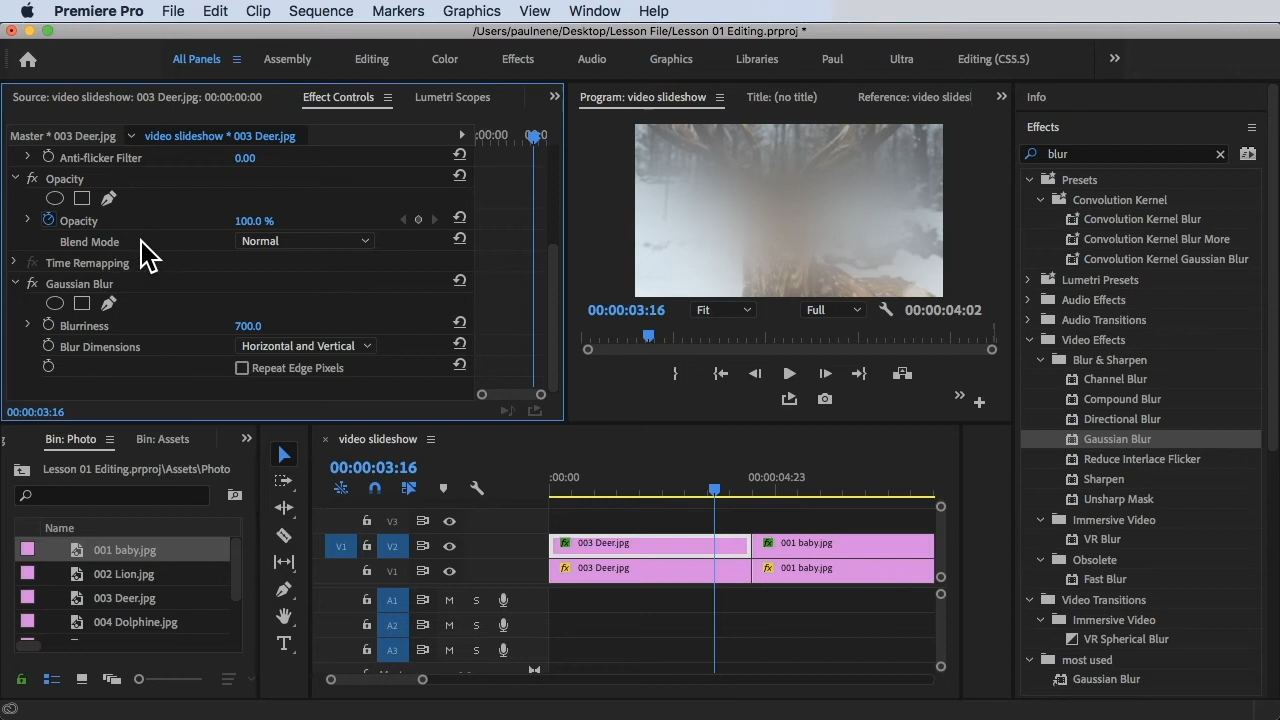 Premiere Pro File Edit Clip Sequence Markers Graphics View Window Help
/Users/paulnene/Desktop/Lesson File/Lesson 01 Editing.prproj *
All Panels Assembly Editing Color Effects Audio Graphics Libraries Paul Ultra Editing (CS5.5)
Source: video slideshow: 003 Deer.jpg: 00:00:00:00 Effect Controls Lumetri Scopes
Master * 003 Deer.jpg video slideshow * 003 Deer.jpg :00:00
Anti-flicker Filter 0.00
Opacity
Opacity 100.0 %
Blend Mode Normal
Time Remapping
Gaussian Blur
Blurriness 700.0
Blur Dimensions Horizontal and Vertical
Repeat Edge Pixels
00:00:03:16
Program: video slideshow Title: (no title) Reference: video slides
00:00:03:16 Fit Full 00:00:04:02
Info
Effects
blur
Presets
Convolution Kernel
Convolution Kernel Blur
Convolution Kernel Blur More
Convolution Kernel Gaussian Blur
Lumetri Presets
Audio Effects
Audio Transitions
Video Effects
Blur & Sharpen
Channel Blur
Compound Blur
Directional Blur
Gaussian Blur
Reduce Interlace Flicker
Sharpen
Unsharp Mask
Immersive Video
VR Blur
Obsolete
Fast Blur
Video Transitions
Immersive Video
VR Spherical Blur
most used
Gaussian Blur
Bin: Photo Bin: Assets
Lesson 01 Editing.prproj\Assets\Photo
Name
001 baby.jpg
002 Lion.jpg
003 Deer.jpg
004 Dolphine.jpg
video slideshow
00:00:03:16
:00:00 00:00:04:23
V3
V1 V2 003 Deer.jpg 001 baby.jpg
V1 003 Deer.jpg 001 baby.jpg
A1 M S
A2 M S
A3 M S